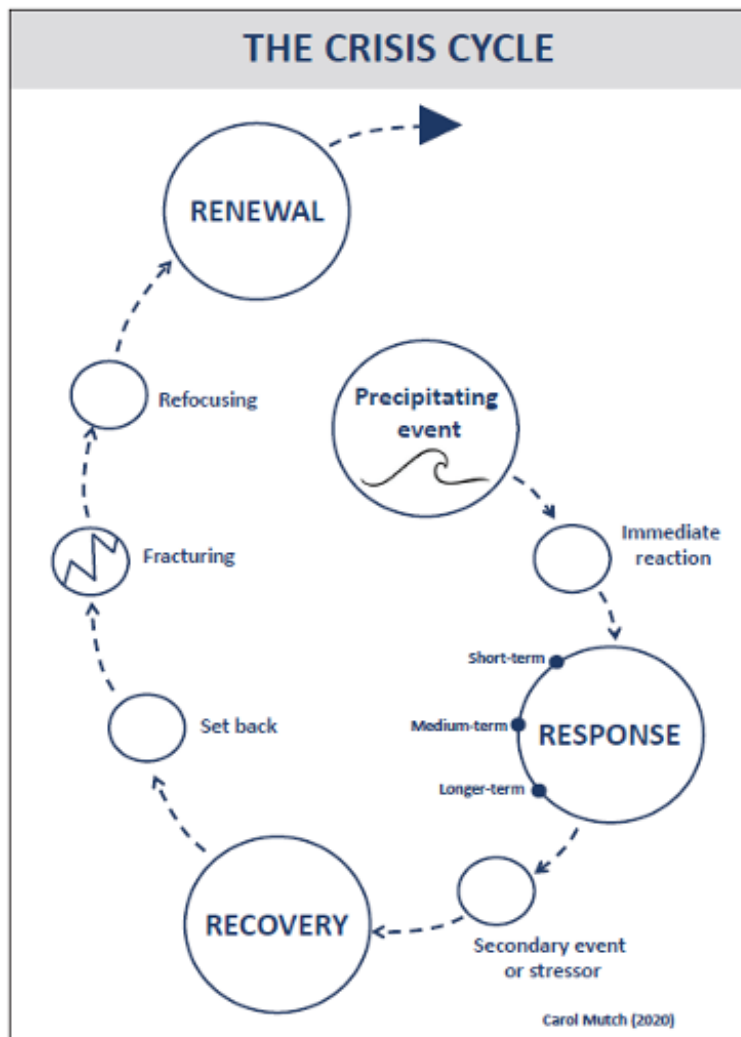 THE CRISIS CYCLE
RENEWAL
Refocusing
Precipitating
event
Immediate
reaction
Fracturing
Short-term
Medium-term
RESPONSE
Longer-term
Set back
RECOVERY
Secondary event
or stressor
Carol Mutch (2020)